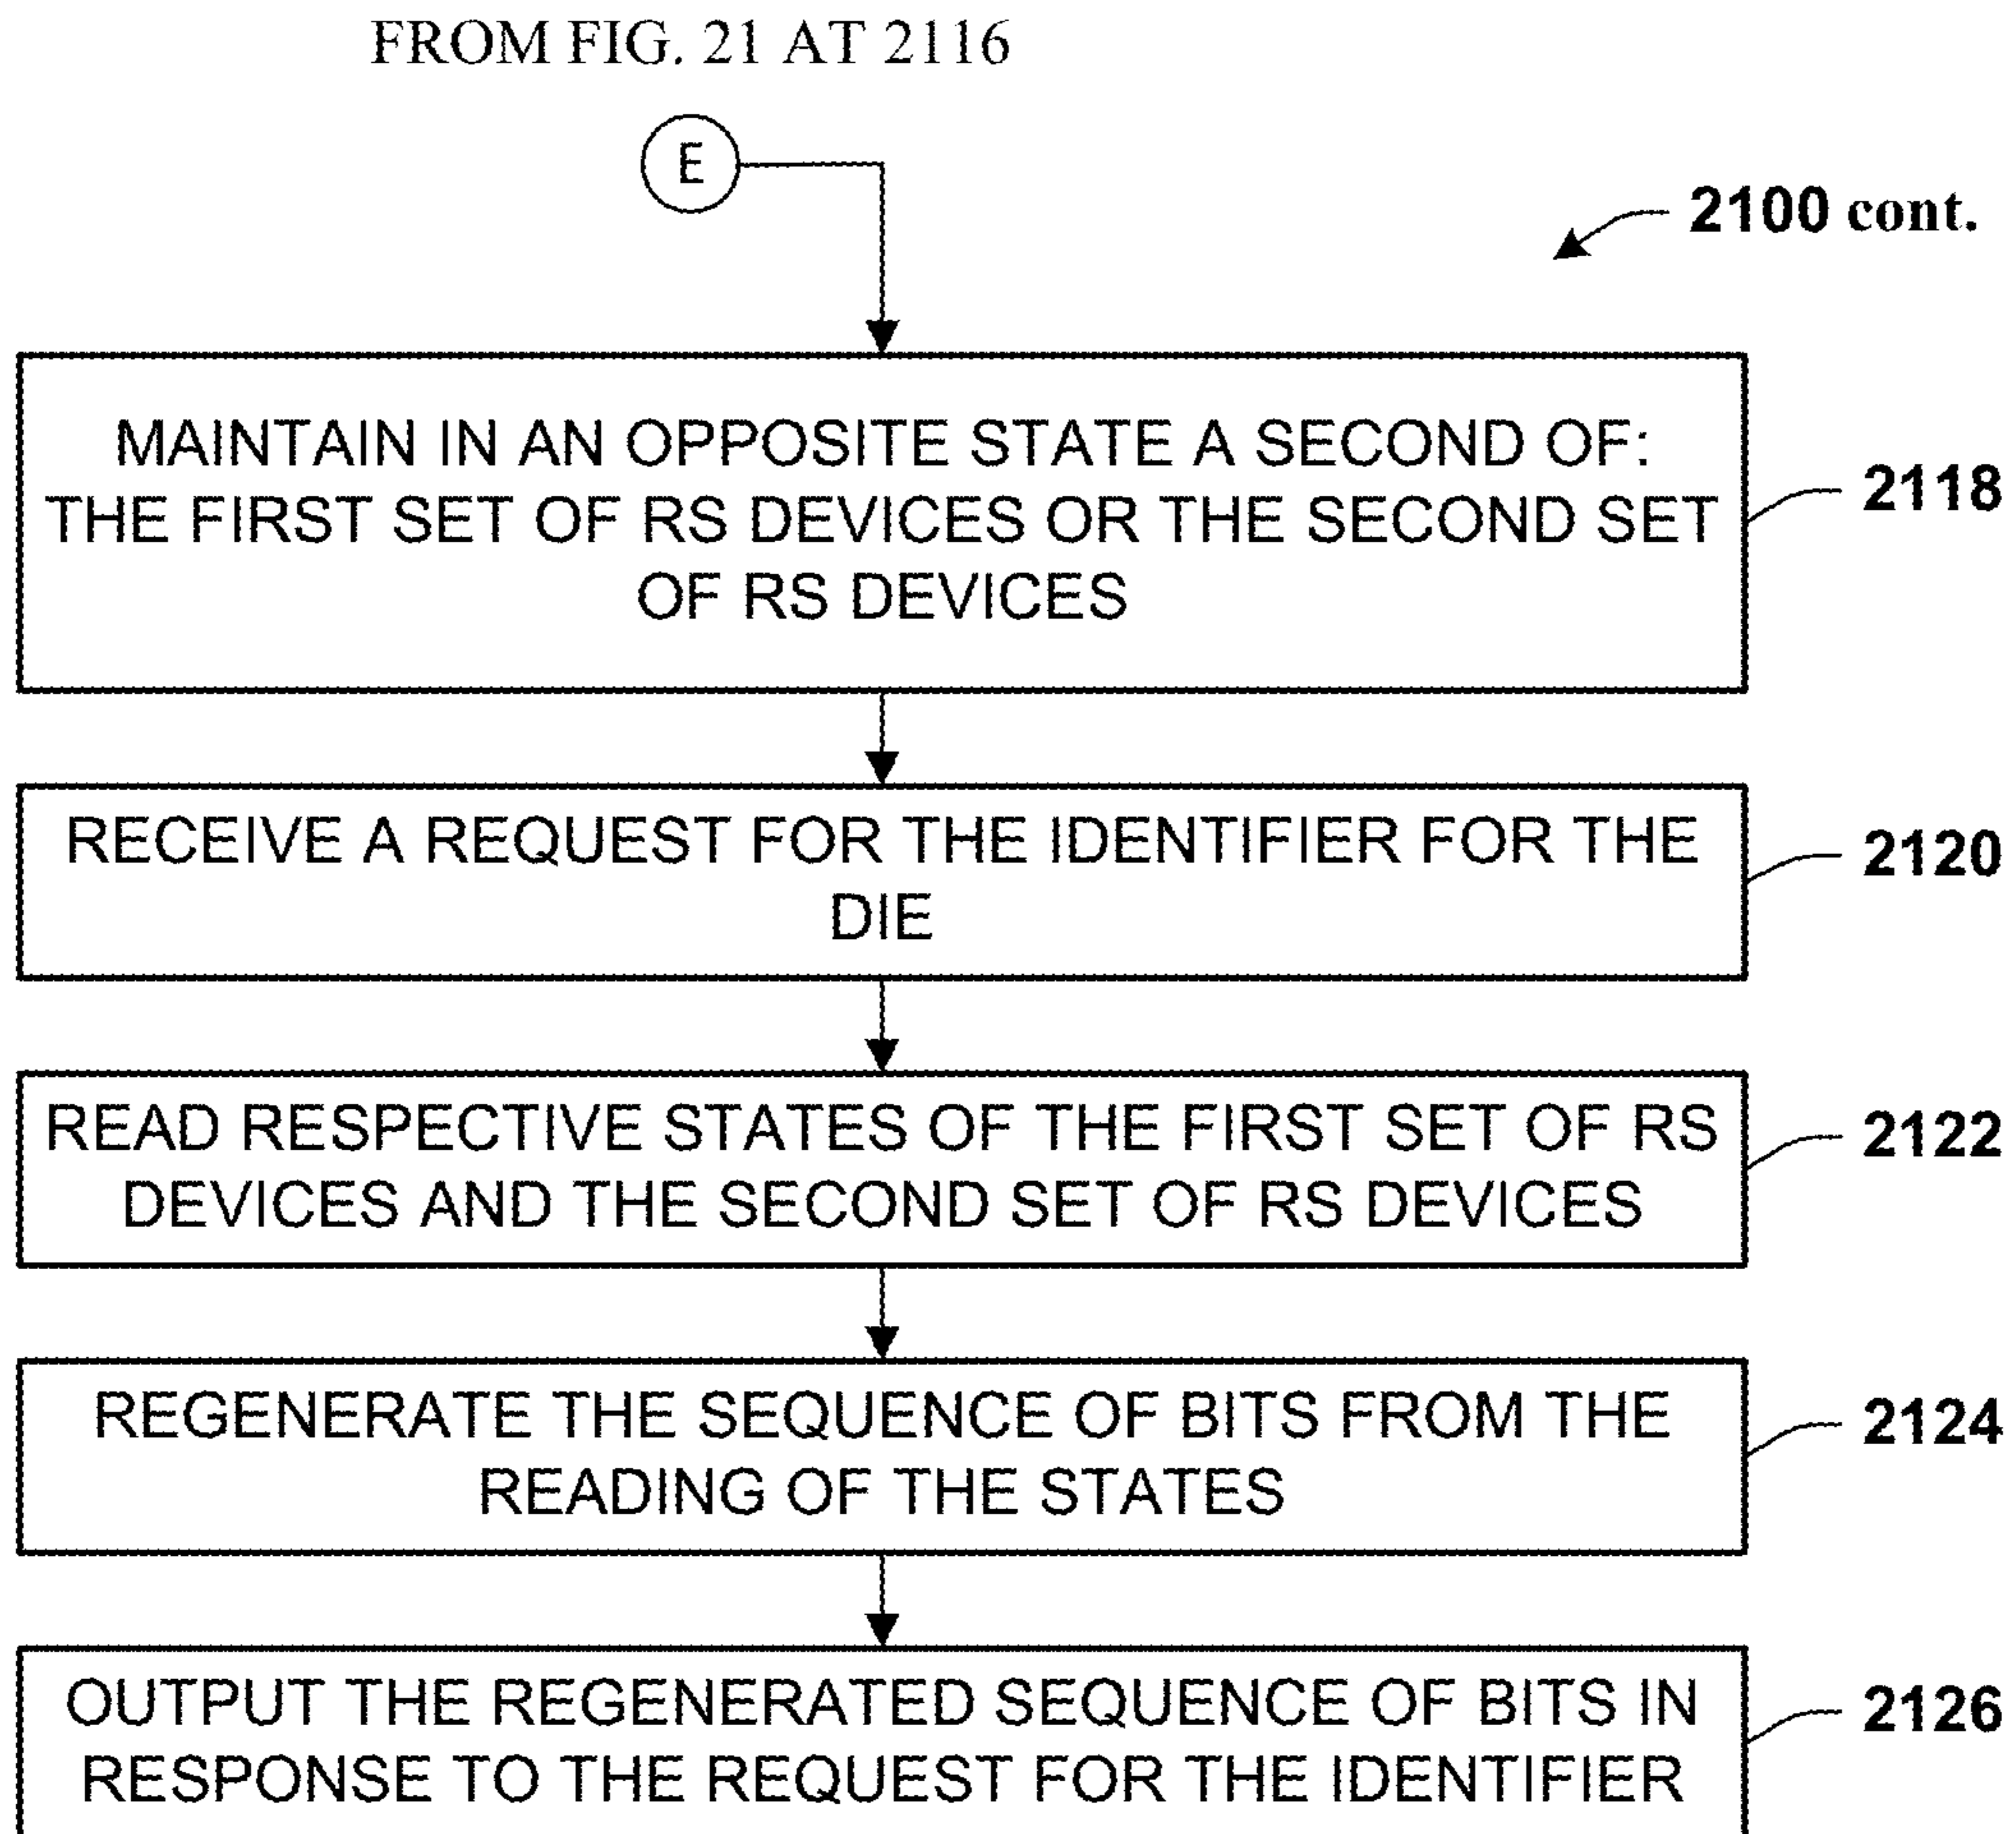 FROM FIG. 21 AT 2116
E
2100 cont.
MAINTAIN IN AN OPPOSITE STATE A SECOND OF:
THE FIRST SET OF RS DEVICES OR THE SECOND SET
OF RS DEVICES
2118
RECEIVE A REQUEST FOR THE IDENTIFIER FOR THE
DIE
2120
READ RESPECTIVE STATES OF THE FIRST SET OF RS
DEVICES AND THE SECOND SET OF RS DEVICES
2122
REGENERATE THE SEQUENCE OF BITS FROM THE
READING OF THE STATES
2124
OUTPUT THE REGENERATED SEQUENCE OF BITS IN
RESPONSE TO THE REQUEST FOR THE IDENTIFIER
2126